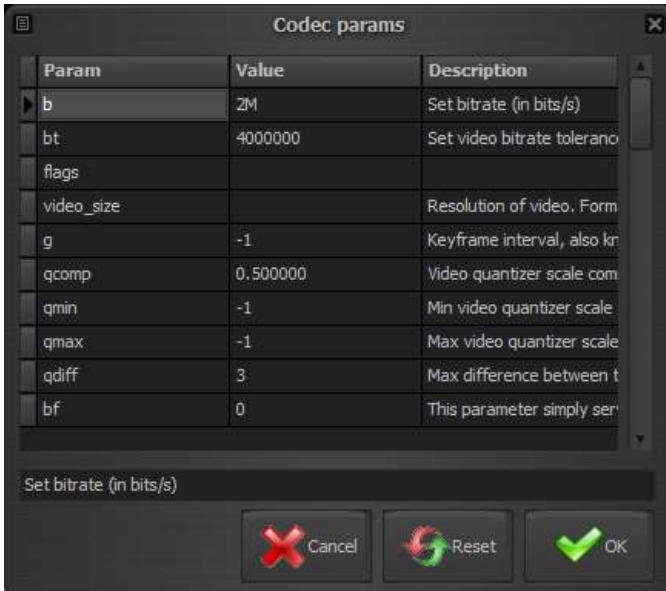 Codec params
Param Value Description
b 2M Set bitrate (in bits/s)
bt 4000000 Set video bitrate toleranc
flags
video_size Resolution of video. Form
g -1 Keyframe interval, also kn
qcomp 0.500000 Video quantizer scale com
qmin -1 Min video quantizer scale
qmax -1 Max video quantizer scale
qdiff 3 Max difference between t
bf 0 This parameter simply ser
Set bitrate (in bits/s)
Cancel Reset OK